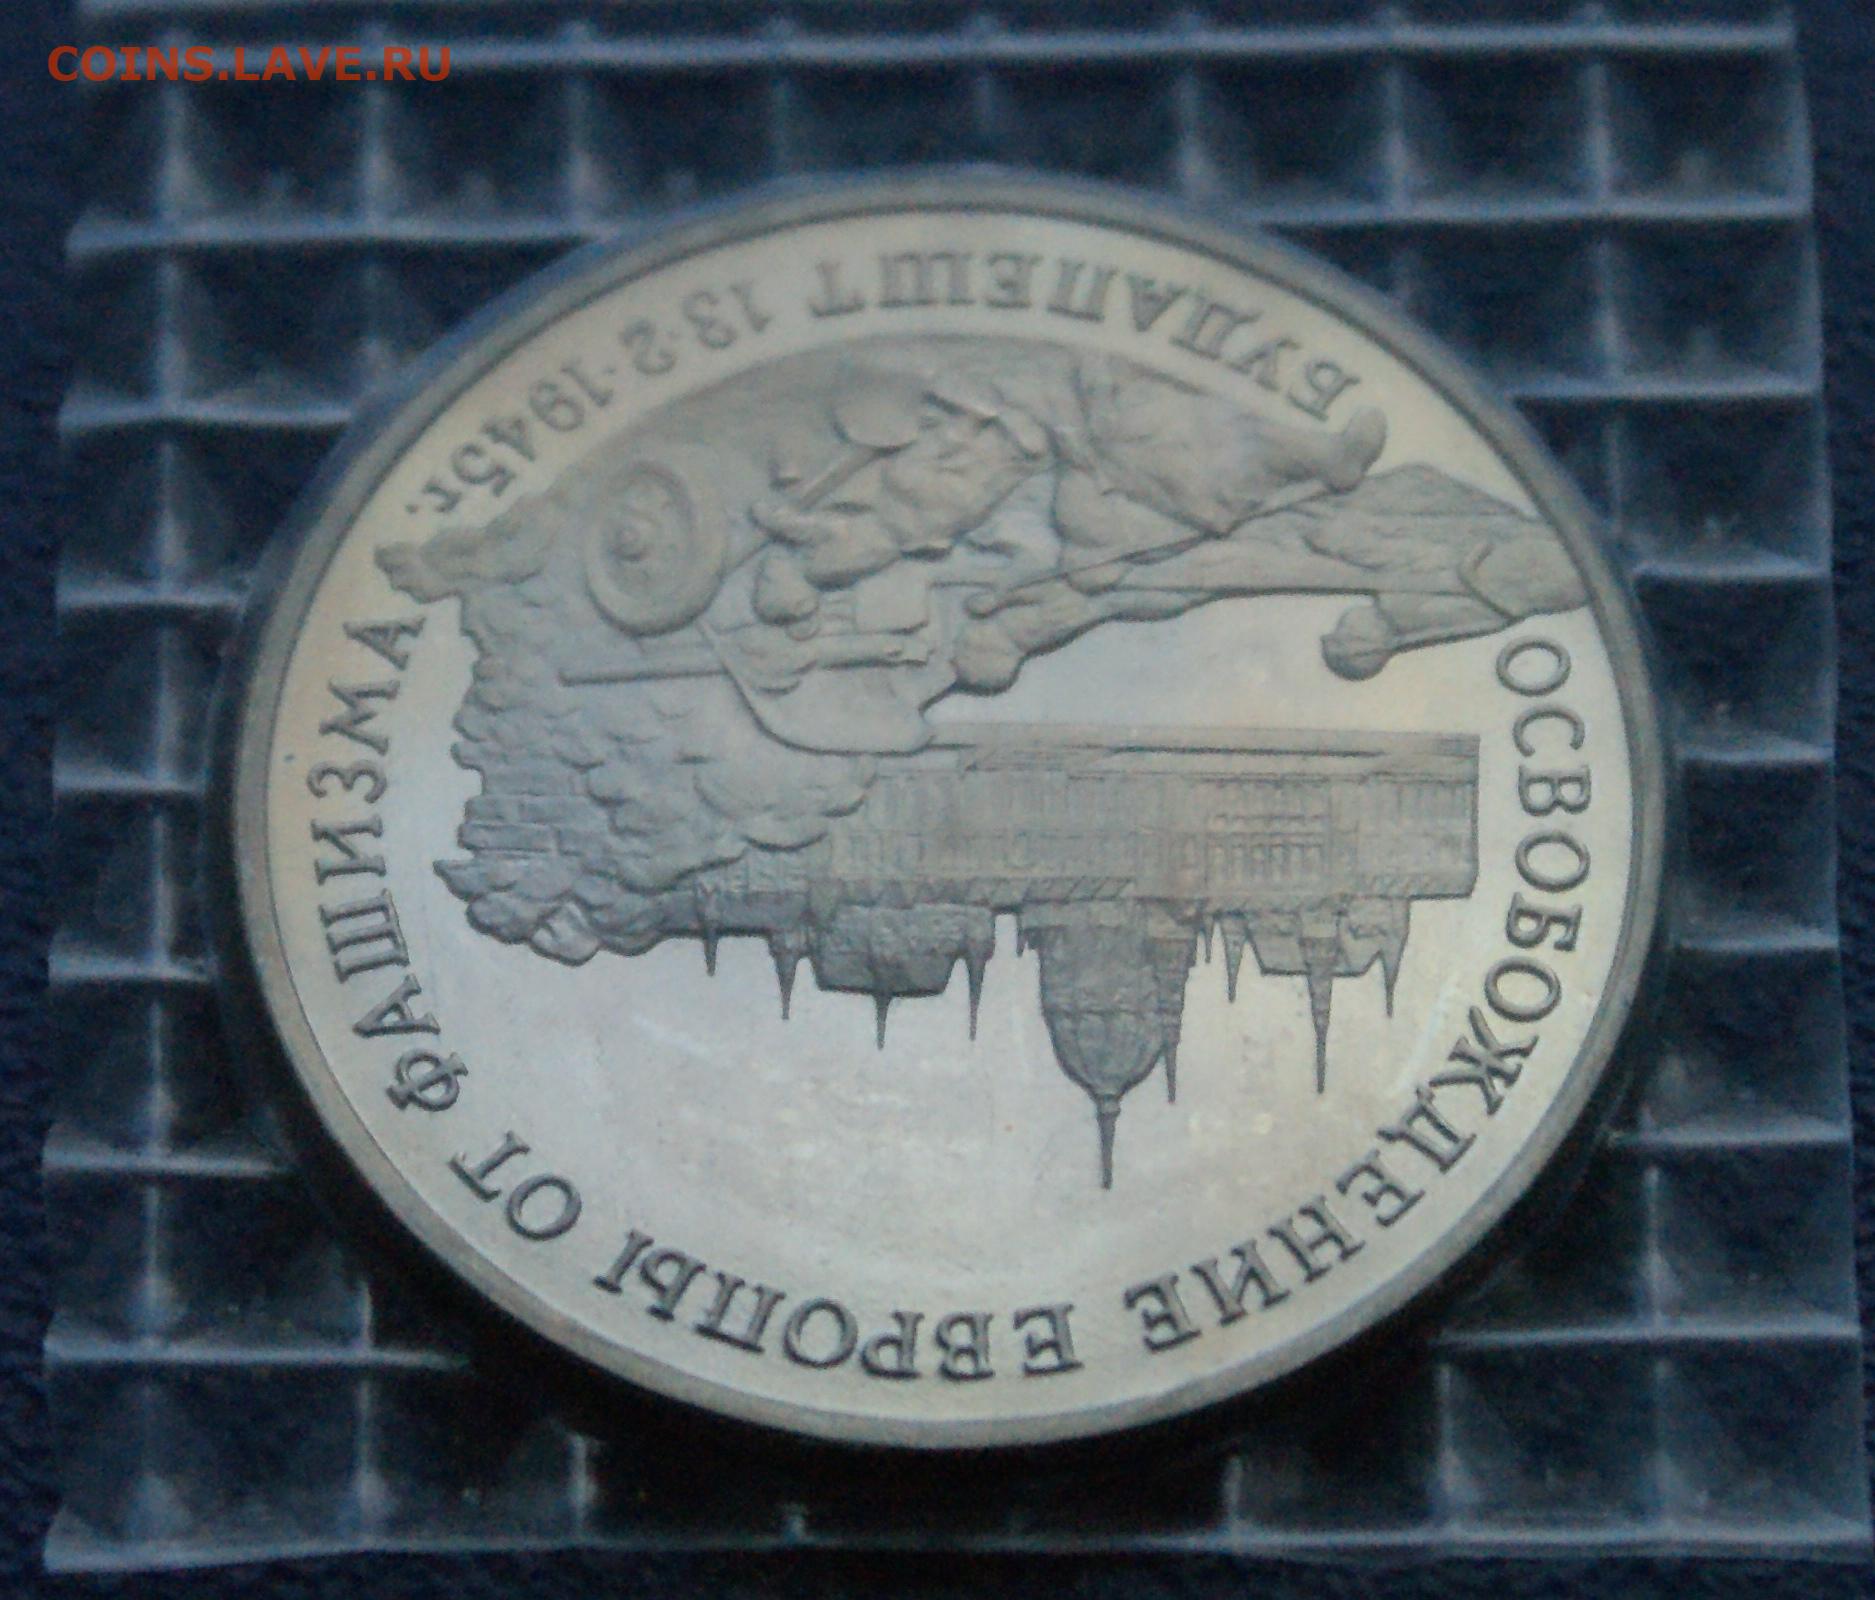 COINS.LAVE.RU
ОСВОБОЖДЕНИЕ ЕВРОПЫ ОТ ФАШИЗМА
БУДАПЕШТ 13·2·1945г.